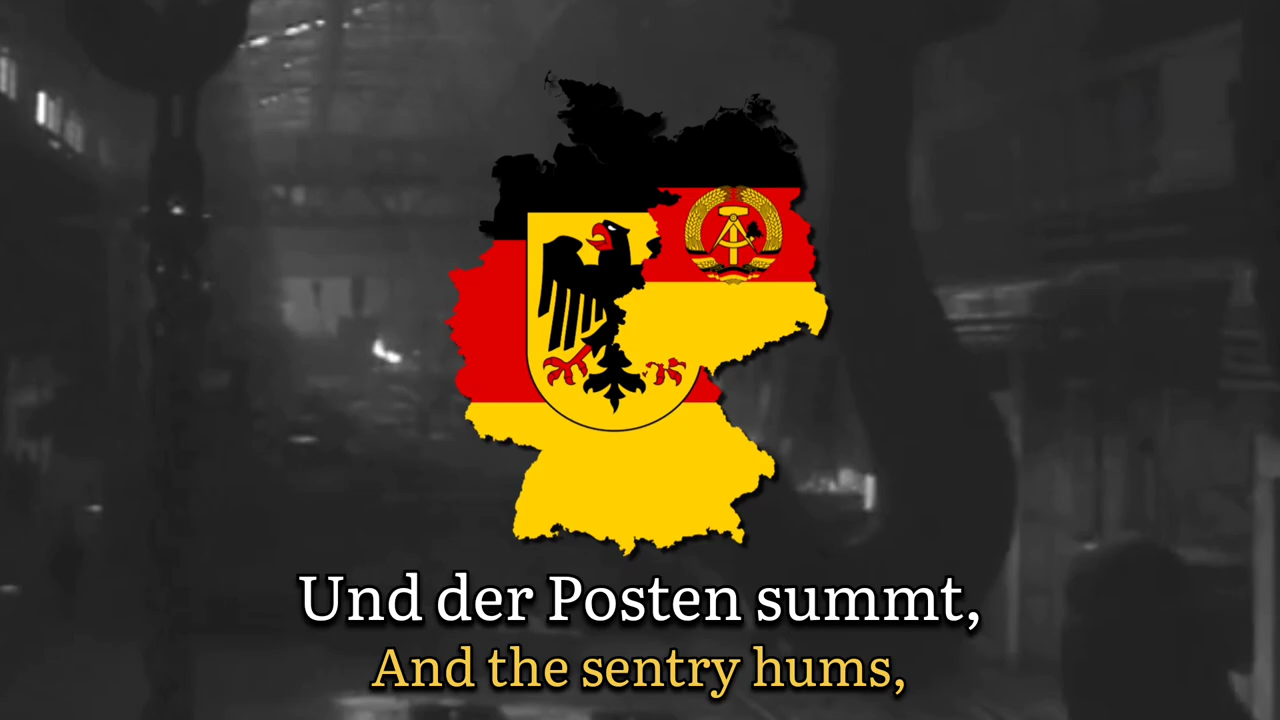 Und der Posten summt,
And the sentry hums,